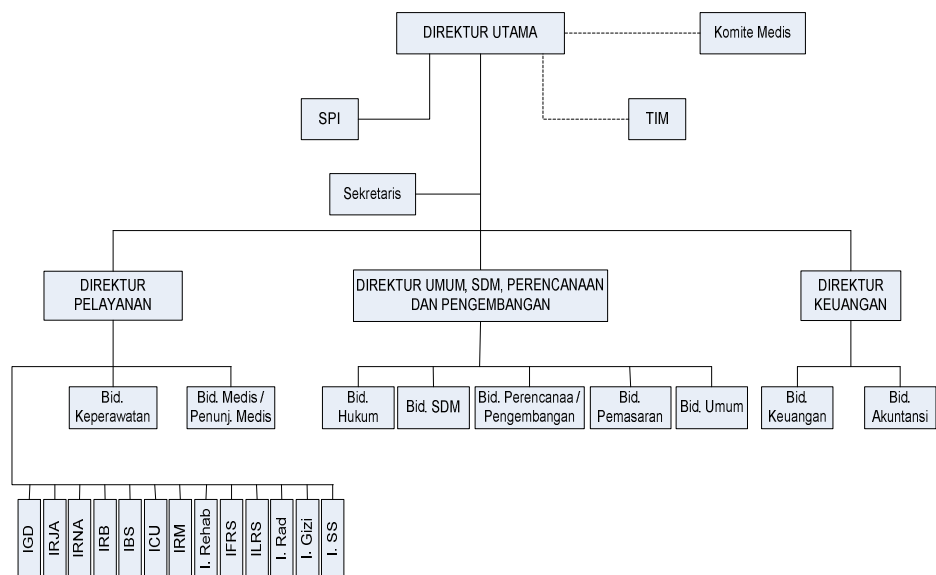 DIREKTUR UTAMA
Komite Medis
SPI
TIM
Sekretaris
DIREKTUR
PELAYANAN
DIREKTUR UMUM, SDM, PERENCANAAN
DAN PENGEMBANGAN
DIREKTUR
KEUANGAN
Bid.
Keperawatan
Bid. Medis /
Penunj. Medis
Bid.
Hukum
Bid. SDM
Bid. Perencanaa /
Pengembangan
Bid.
Pemasaran
Bid. Umum
Bid.
Keuangan
Bid.
Akuntansi
IGD
IRJA
IRNA
IRB
IBS
ICU
IRM
I. Rehab
IFRS
ILRS
I. Rad
I. Gizi
I. SS